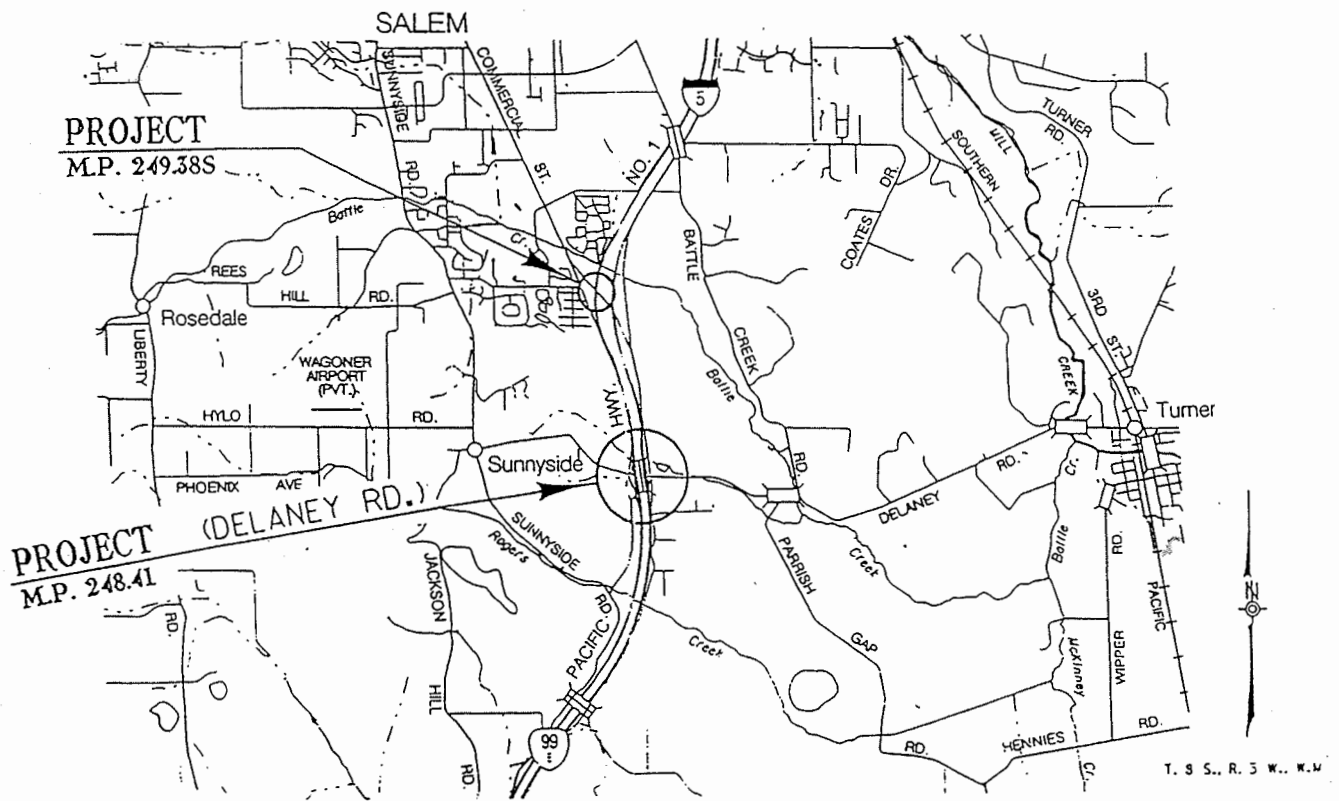 SALEM
SUNNYSIDE
RD.
COMMERCIAL
ST.
5
NO. 1
PROJECT
M.P. 249.38S
TURNER
RD.
SOUTHERN
MILL
COATES
DR.
Battle
Cr.
REES
HILL
RD.
Rosedale
LIBERTY
BATTLE
CREEK
RD.
Battle
3RD
ST.
CREEK
WAGONER
AIRPORT
(PVT.)
HYLO
RD.
HWY
Turner
Sunnyside
PHOENIX
AVE
DELANEY
RD.
Cr.
Battle
PROJECT
(DELANEY RD.)
M.P. 248.41
SUNNYSIDE
RD.
Rogers
Creek
PARRISH
GAP
RD.
Creek
JACKSON
HILL
RD.
RD.
PACIFIC
99
WIPPER
RD.
PACIFIC
McKinney
Cr.
HENNIES
RD.
N
T. 8 S., R. 3 W., W.M